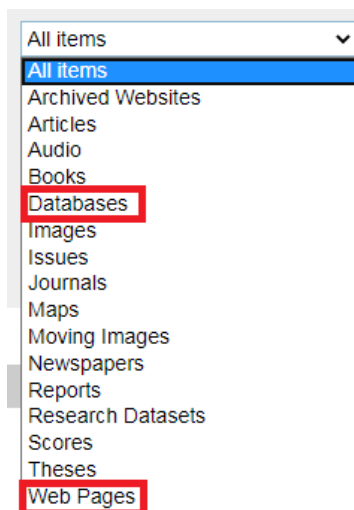 All items
All items
Archived Websites
Articles
Audio
Books
Databases
Images
Issues
Journals
Maps
Moving Images
Newspapers
Reports
Research Datasets
Scores
Theses
Web Pages